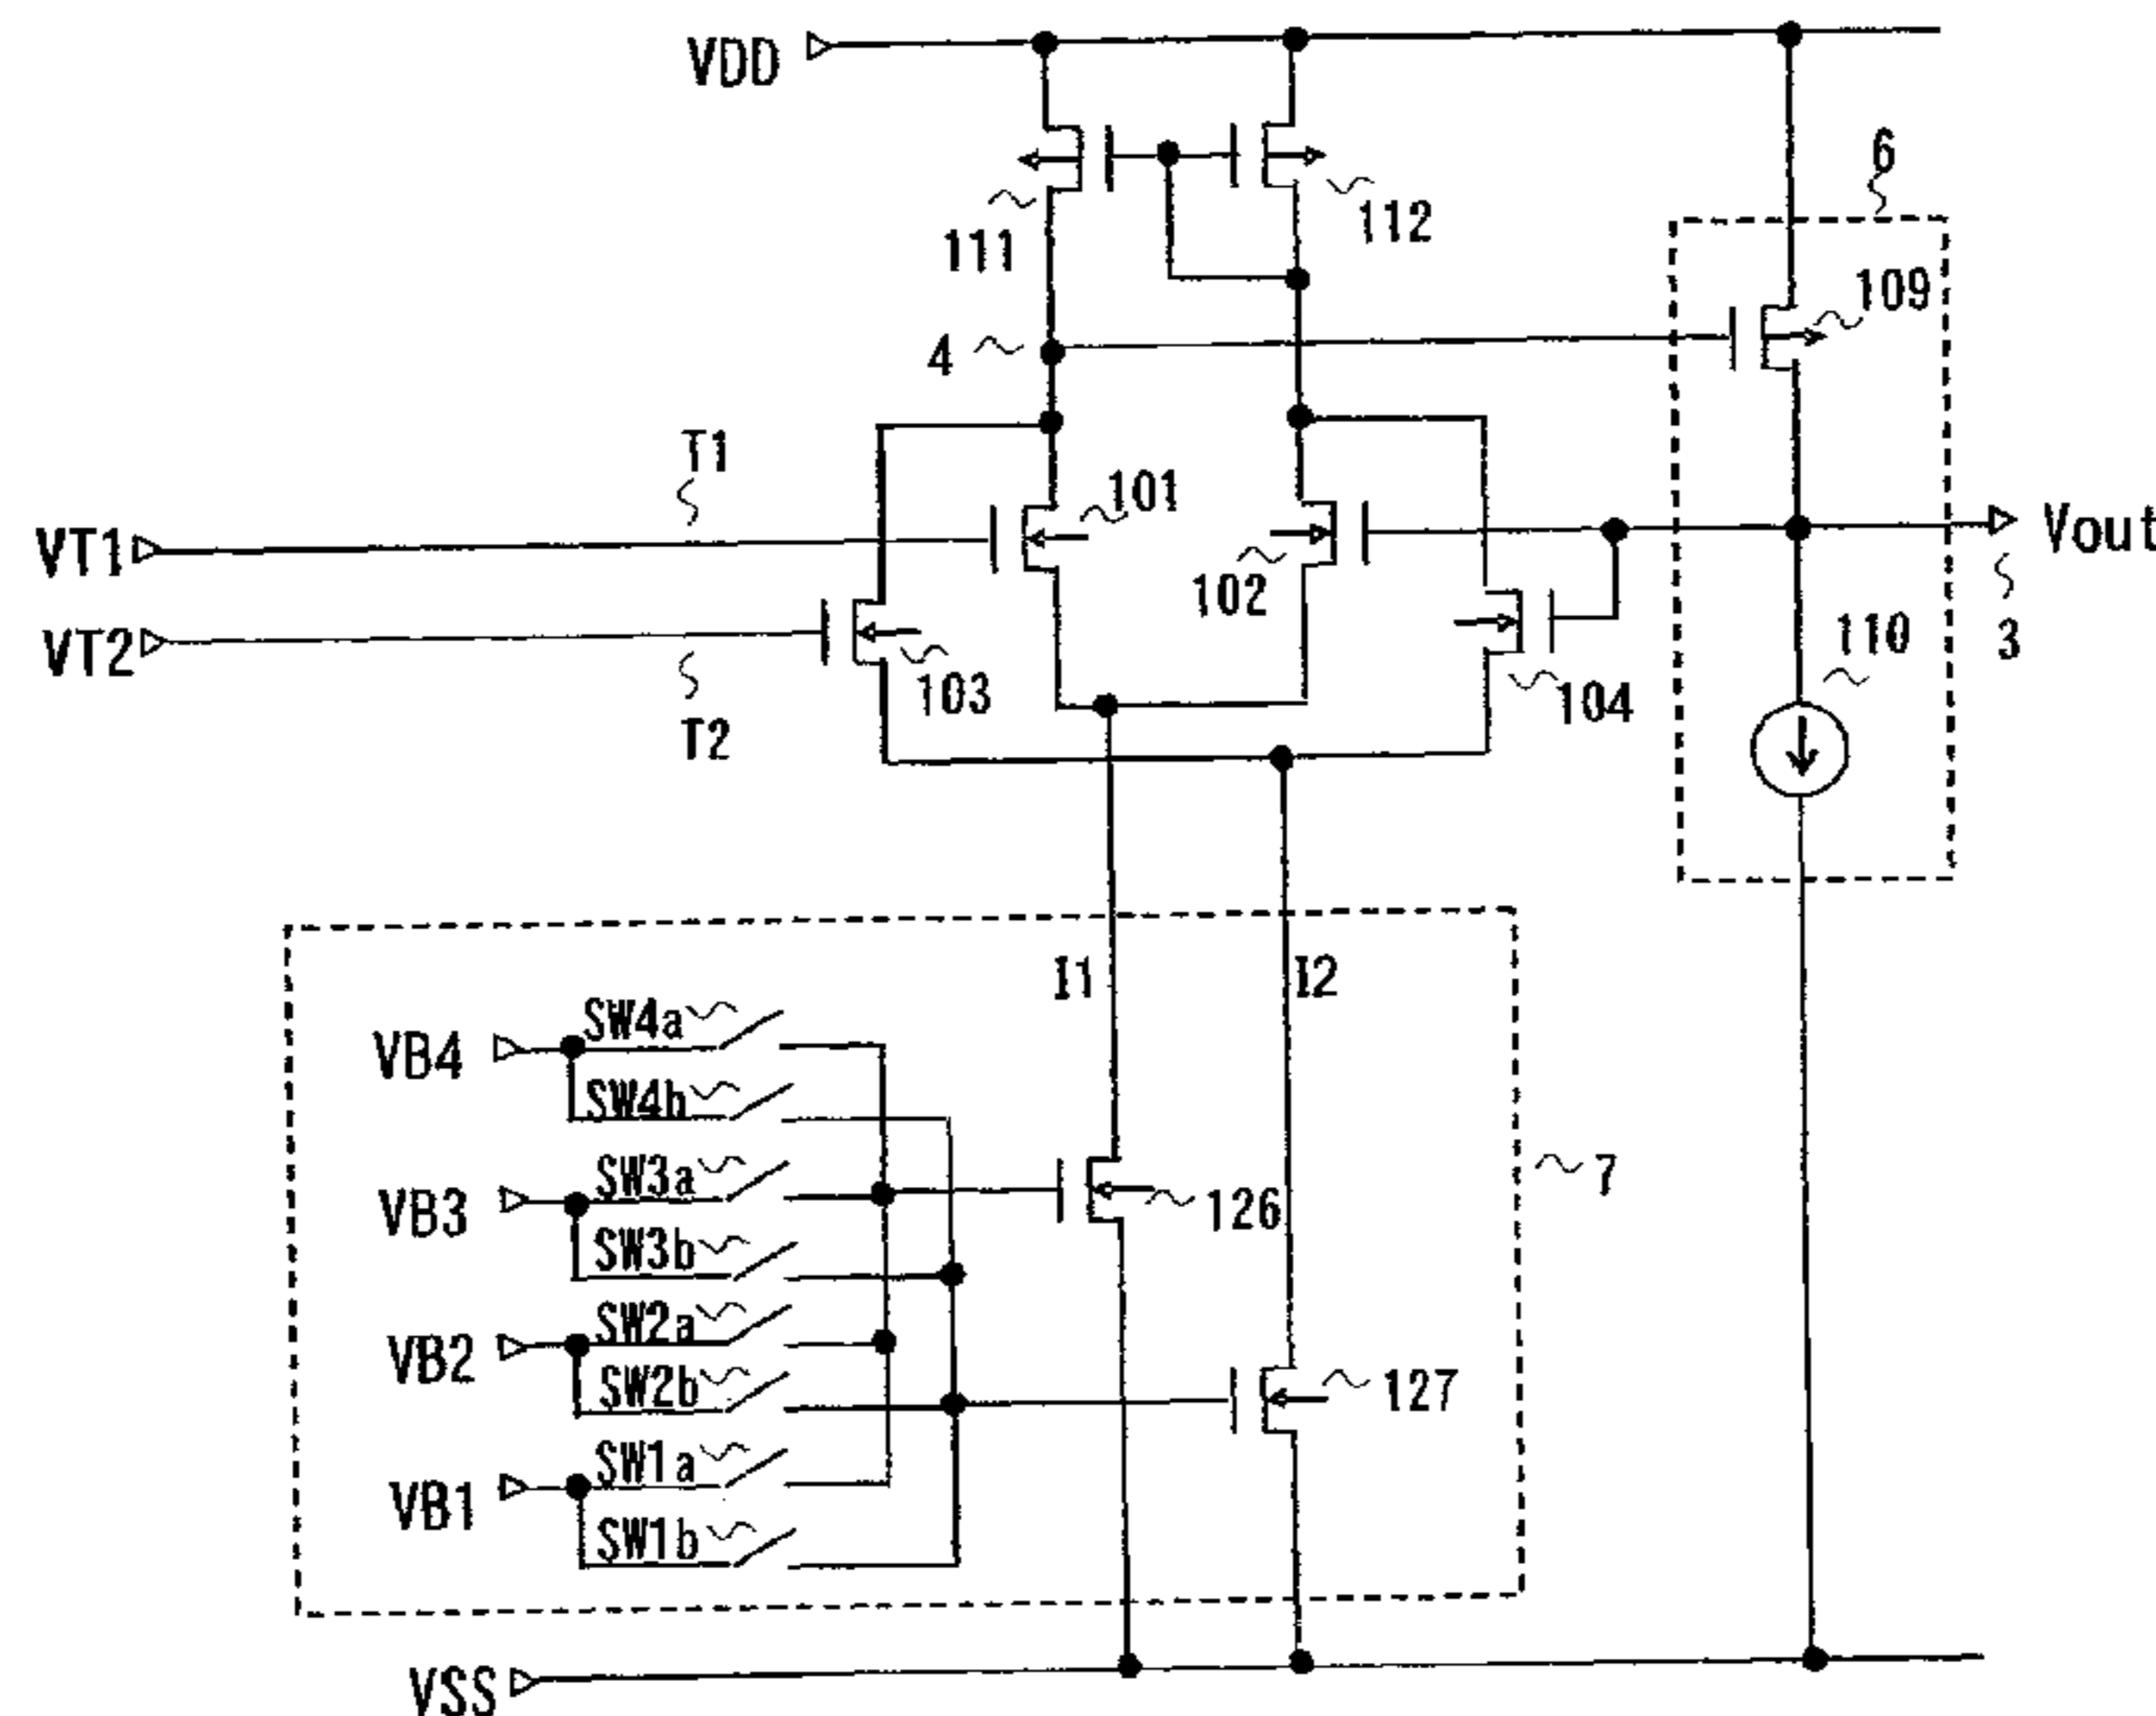 VDD
6
112
111
109
4
T1
101
VT1
Vout
102
110
VT2
3
103
104
T2
I1
I2
SW4a
VB4
SW4b
SW3a
7
VB3
126
SW3b
SW2a
VB2
SW2b
127
SW1a
VB1
SW1b
VSS